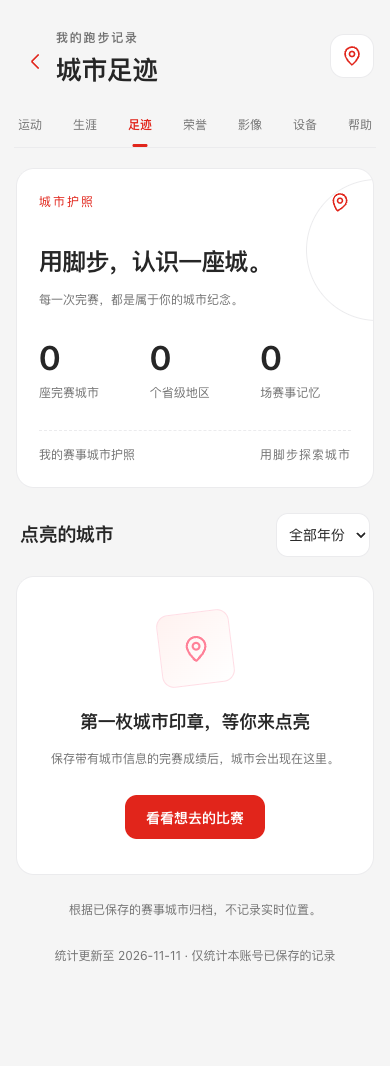 我的跑步记录
城市足迹
运动 生涯 足迹 荣誉 影像 设备 帮助
城市护照
用脚步，认识一座城。
每一次完赛，都是属于你的城市纪念。
0 0 0
座完赛城市 个省级地区 场赛事记忆
我的赛事城市护照 用脚步探索城市
点亮的城市 全部年份
第一枚城市印章，等你来点亮
保存带有城市信息的完赛成绩后，城市会出现在这里。
看看想去的比赛
根据已保存的赛事城市归档，不记录实时位置。
统计更新至 2026-11-11 · 仅统计本账号已保存的记录